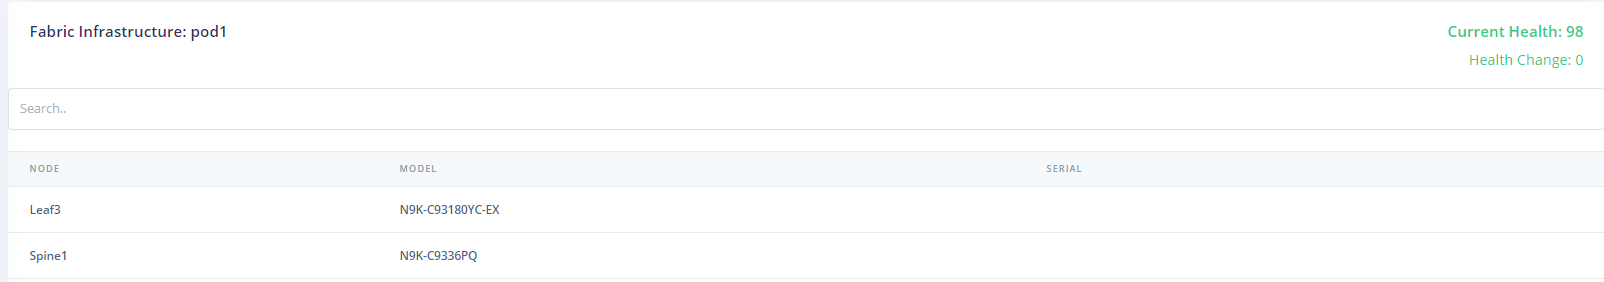 Fabric Infrastructure: pod1
Current Health: 98
Health Change: 0
Search..
NODE MODEL SERIAL
Leaf3 N9K-C93180YC-EX
Spine1 N9K-C9336PQ